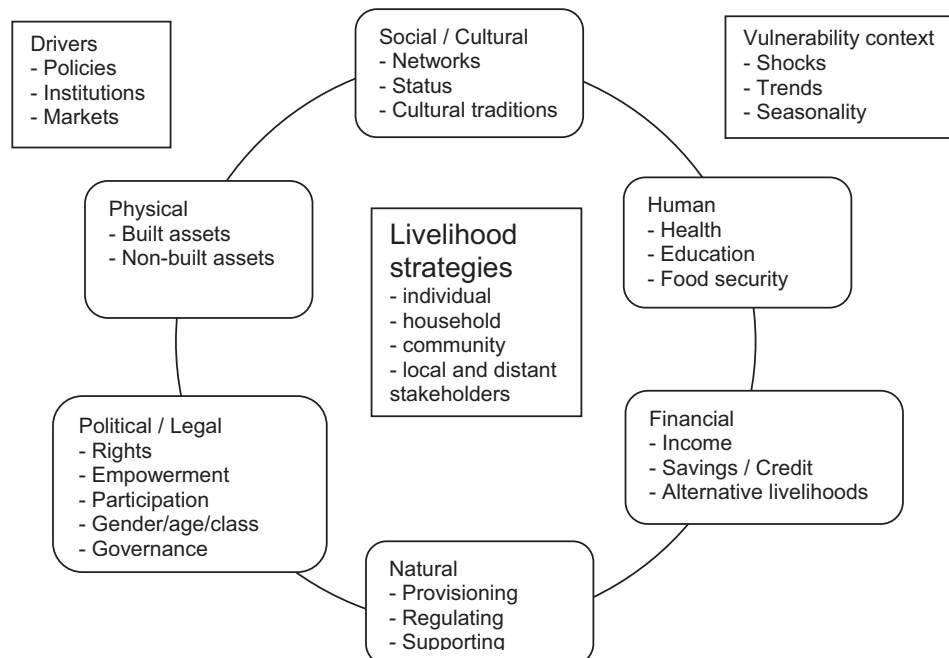 Drivers
- Policies
- Institutions
- Markets
Social / Cultural
- Networks
- Status
- Cultural traditions
Vulnerability context
- Shocks
- Trends
- Seasonality
Physical
- Built assets
- Non-built assets
Livelihood
strategies
- individual
- household
- community
- local and distant
stakeholders
Human
- Health
- Education
- Food security
Political / Legal
- Rights
- Empowerment
- Participation
- Gender/age/class
- Governance
Financial
- Income
- Savings / Credit
- Alternative livelihoods
Natural
- Provisioning
- Regulating
- Supporting